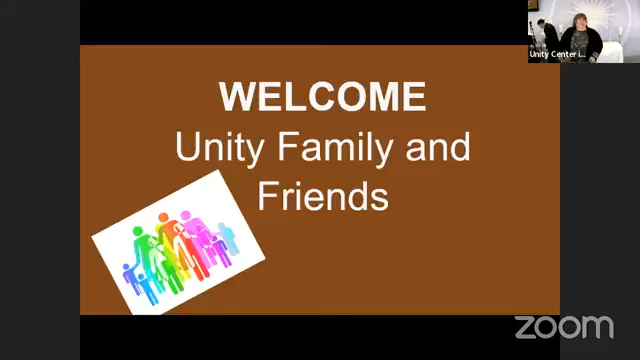 Unity Center i...
WELCOME
Unity Family and
Friends
zoom